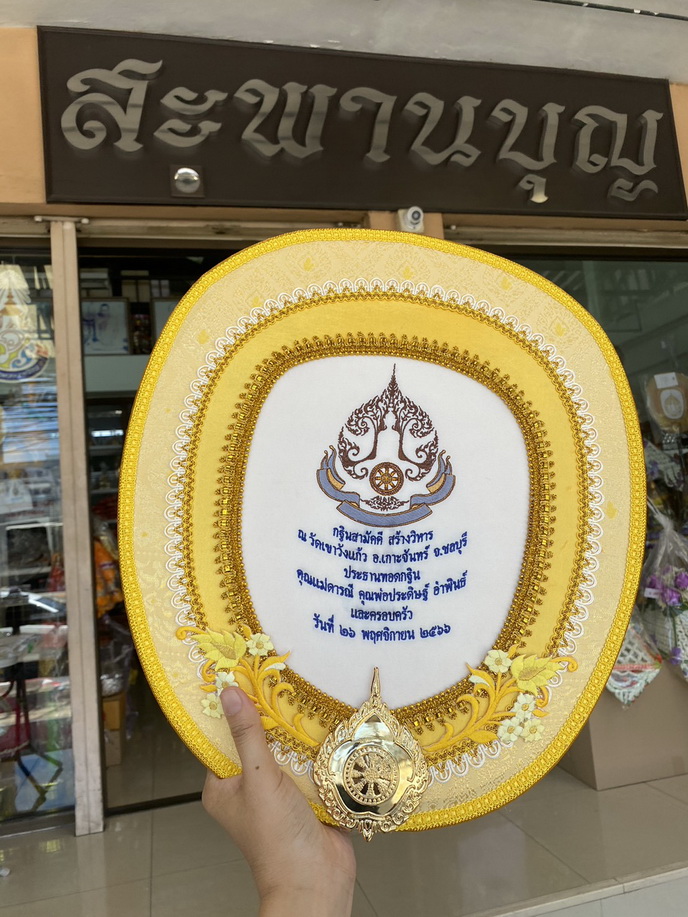 สะพานบุญ
กฐินสามัคคี สร้างวิหาร
ณ วัดเขาวังแก้ว อ.เกาะจันทร์ จ.ชลบุรี
ประธานทอดกฐิน
คุณแม่ดารณี คุณพ่อประดิษฐ์ อำพันธ์
และครอบครัว
วันที่ ๒๖ พฤศจิกายน ๒๕๖๖